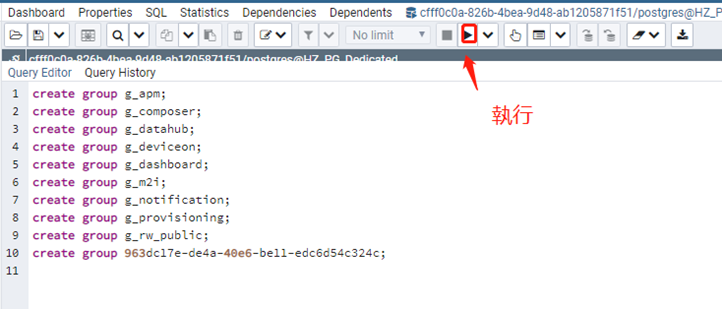 Dashboard Properties SQL Statistics Dependencies Dependents cfff0c0a-826b-4bea-9d48-ab1205871f51/postgres@HZ_P
No limit
cfff0c0a-826b-4bea-9d48-ab1205871f51/postgres@HZ_PG_Dedicated
Query Editor Query History
執行
1 create group g_apm;
2 create group g_composer;
3 create group g_datahub;
4 create group g_deviceon;
5 create group g_dashboard;
6 create group g_m2i;
7 create group g_notification;
8 create group g_provisioning;
9 create group g_rw_public;
10 create group 963dc17e-de4a-40e6-be11-edc6d54c324c;
11